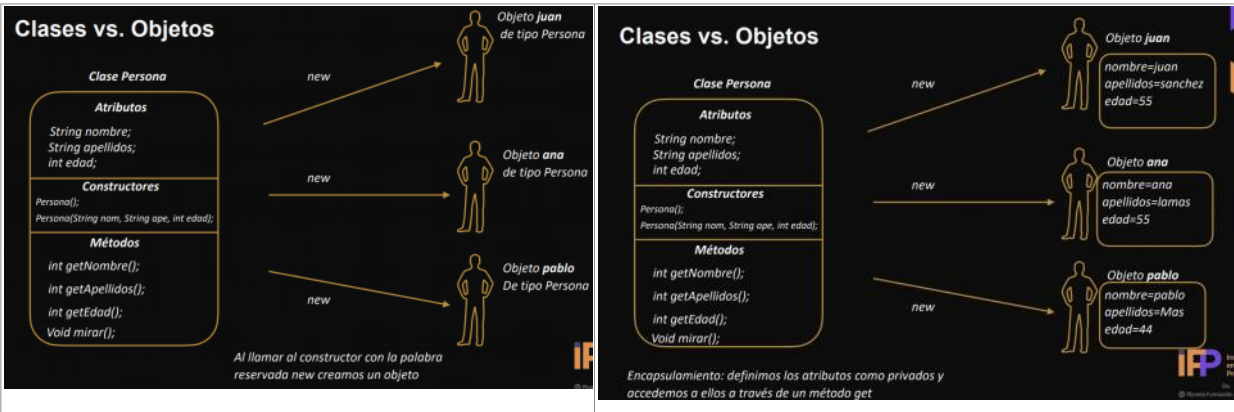 Clases vs. Objetos
Clase Persona
Atributos
String nombre;
String apellidos;
int edad;
Constructores
Persona();
Persona(String nom, String ape, int edad);
Métodos
int getNombre();
int getApellidos();
int getEdad();
Void mirar();
new
new
new
Objeto juan
de tipo Persona
Objeto ana
de tipo Persona
Objeto pablo
De tipo Persona
Al llamar al constructor con la palabra
reservada new creamos un objeto
Clases vs. Objetos
Clase Persona
Atributos
String nombre;
String apellidos;
int edad;
Constructores
Persona();
Persona(String nom, String ape, int edad);
Métodos
int getNombre();
int getApellidos();
int getEdad();
Void mirar();
new
new
new
Objeto juan
nombre=juan
apellidos=sanchez
edad=55
Objeto ana
nombre=ana
apellidos=lamas
edad=55
Objeto pablo
nombre=pablo
apellidos=Mas
edad=44
Encapsulamiento: definimos los atributos como privados y
accedemos a ellos a través de un método get
iFP
Planeta Formación